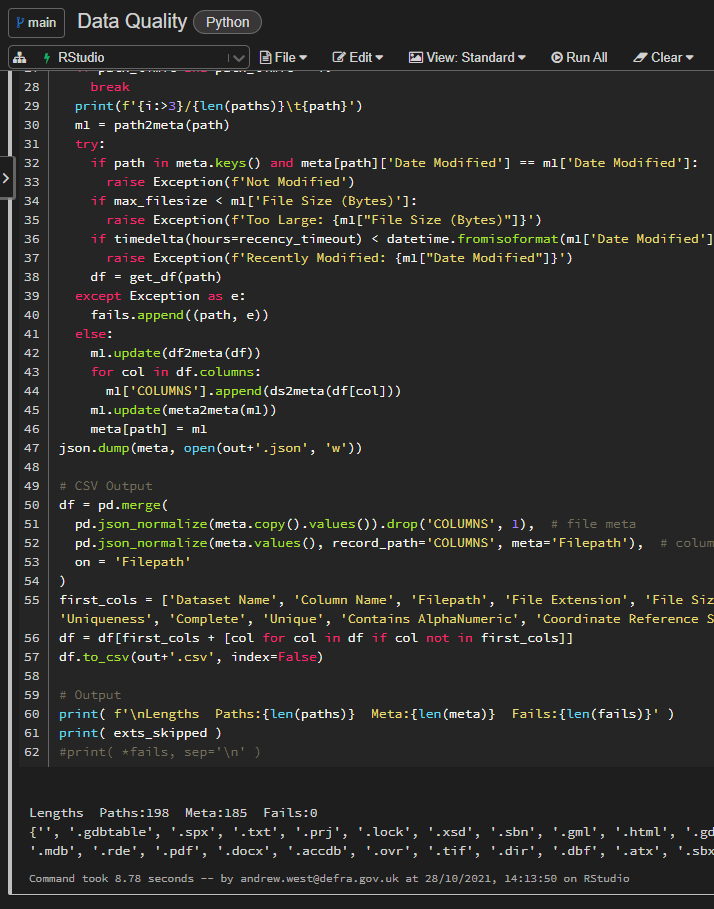 main Data Quality Python
RStudio File Edit View: Standard Run All Clear
28 break
29 print(f'{i:>3}/{len(paths)}\t{path}')
30 m1 = path2meta(path)
31 try:
32 if path in meta.keys() and meta[path]['Date Modified'] == m1['Date Modified']:
33 raise Exception(f'Not Modified')
34 if max_filesize < m1['File Size (Bytes)']:
35 raise Exception(f'Too Large: {m1["File Size (Bytes)"]}')
36 if timedelta(hours=recency_timeout) < datetime.fromisoformat(m1['Date Modified']
37 raise Exception(f'Recently Modified: {m1["Date Modified"]}')
38 df = get_df(path)
39 except Exception as e:
40 fails.append((path, e))
41 else:
42 m1.update(df2meta(df))
43 for col in df.columns:
44 m1['COLUMNS'].append(ds2meta(df[col]))
45 m1.update(meta2meta(m1))
46 meta[path] = m1
47 json.dump(meta, open(out+'.json', 'w'))
48
49 # CSV Output
50 df = pd.merge(
51 pd.json_normalize(meta.copy().values()).drop('COLUMNS', 1), # file meta
52 pd.json_normalize(meta.values(), record_path='COLUMNS', meta='Filepath'), # colum
53 on = 'Filepath'
54 )
55 first_cols = ['Dataset Name', 'Column Name', 'Filepath', 'File Extension', 'File Siz
'Uniqueness', 'Complete', 'Unique', 'Contains AlphaNumeric', 'Coordinate Reference S
56 df = df[first_cols + [col for col in df if col not in first_cols]]
57 df.to_csv(out+'.csv', index=False)
58
59 # Output
60 print( f'\nLengths Paths:{len(paths)} Meta:{len(meta)} Fails:{len(fails)}' )
61 print( exts_skipped )
62 #print( *fails, sep='\n' )
Lengths Paths:198 Meta:185 Fails:0
{'', '.gdbtable', '.spx', '.txt', '.prj', '.lock', '.xsd', '.sbn', '.gml', '.html', '.gd
'.mdb', '.rde', '.pdf', '.docx', '.accdb', '.ovr', '.tif', '.dir', '.dbf', '.atx', '.sbx
Command took 8.78 seconds -- by andrew.west@defra.gov.uk at 28/10/2021, 14:13:50 on RStudio